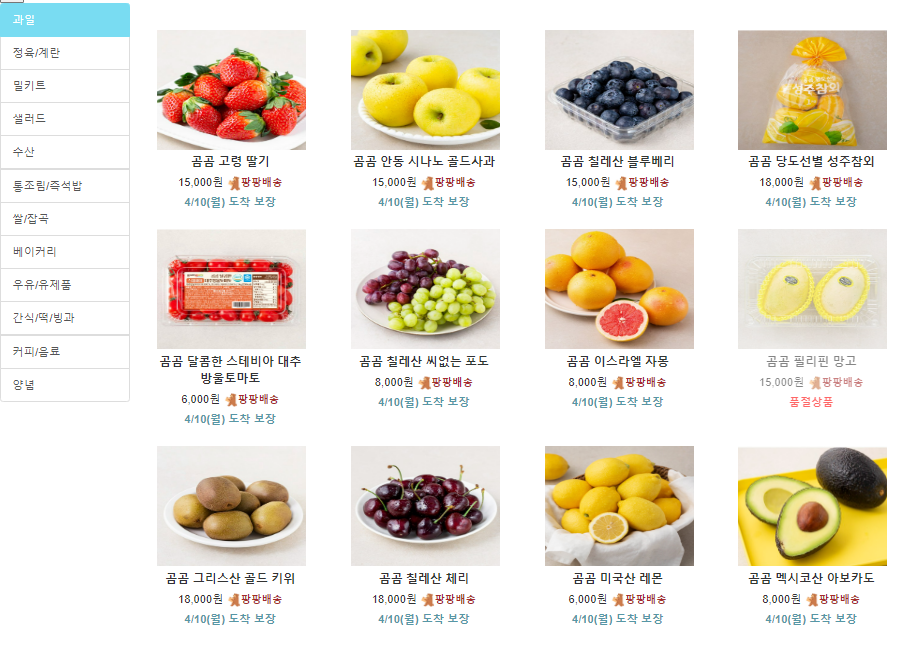 과일
정육/계란
밀키트
샐러드
수산
통조림/즉석밥
쌀/잡곡
베이커리
우유/유제품
간식/떡/빙과
커피/음료
양념
곰곰 고령 딸기
15,000원 팡팡배송
4/10(월) 도착 보장
곰곰 안동 시나노 골드사과
15,000원 팡팡배송
4/10(월) 도착 보장
곰곰 칠레산 블루베리
15,000원 팡팡배송
4/10(월) 도착 보장
성주참외
곰곰 당도선별 성주참외
18,000원 팡팡배송
4/10(월) 도착 보장
곰곰 달콤한 스테비아 대추
방울토마토
6,000원 팡팡배송
4/10(월) 도착 보장
곰곰 칠레산 씨없는 포도
8,000원 팡팡배송
4/10(월) 도착 보장
곰곰 이스라엘 자몽
8,000원 팡팡배송
4/10(월) 도착 보장
곰곰 필리핀 망고
15,000원 팡팡배송
품절상품
곰곰 그리스산 골드 키위
18,000원 팡팡배송
4/10(월) 도착 보장
곰곰 칠레산 체리
18,000원 팡팡배송
4/10(월) 도착 보장
곰곰 미국산 레몬
6,000원 팡팡배송
4/10(월) 도착 보장
곰곰 멕시코산 아보카도
8,000원 팡팡배송
4/10(월) 도착 보장